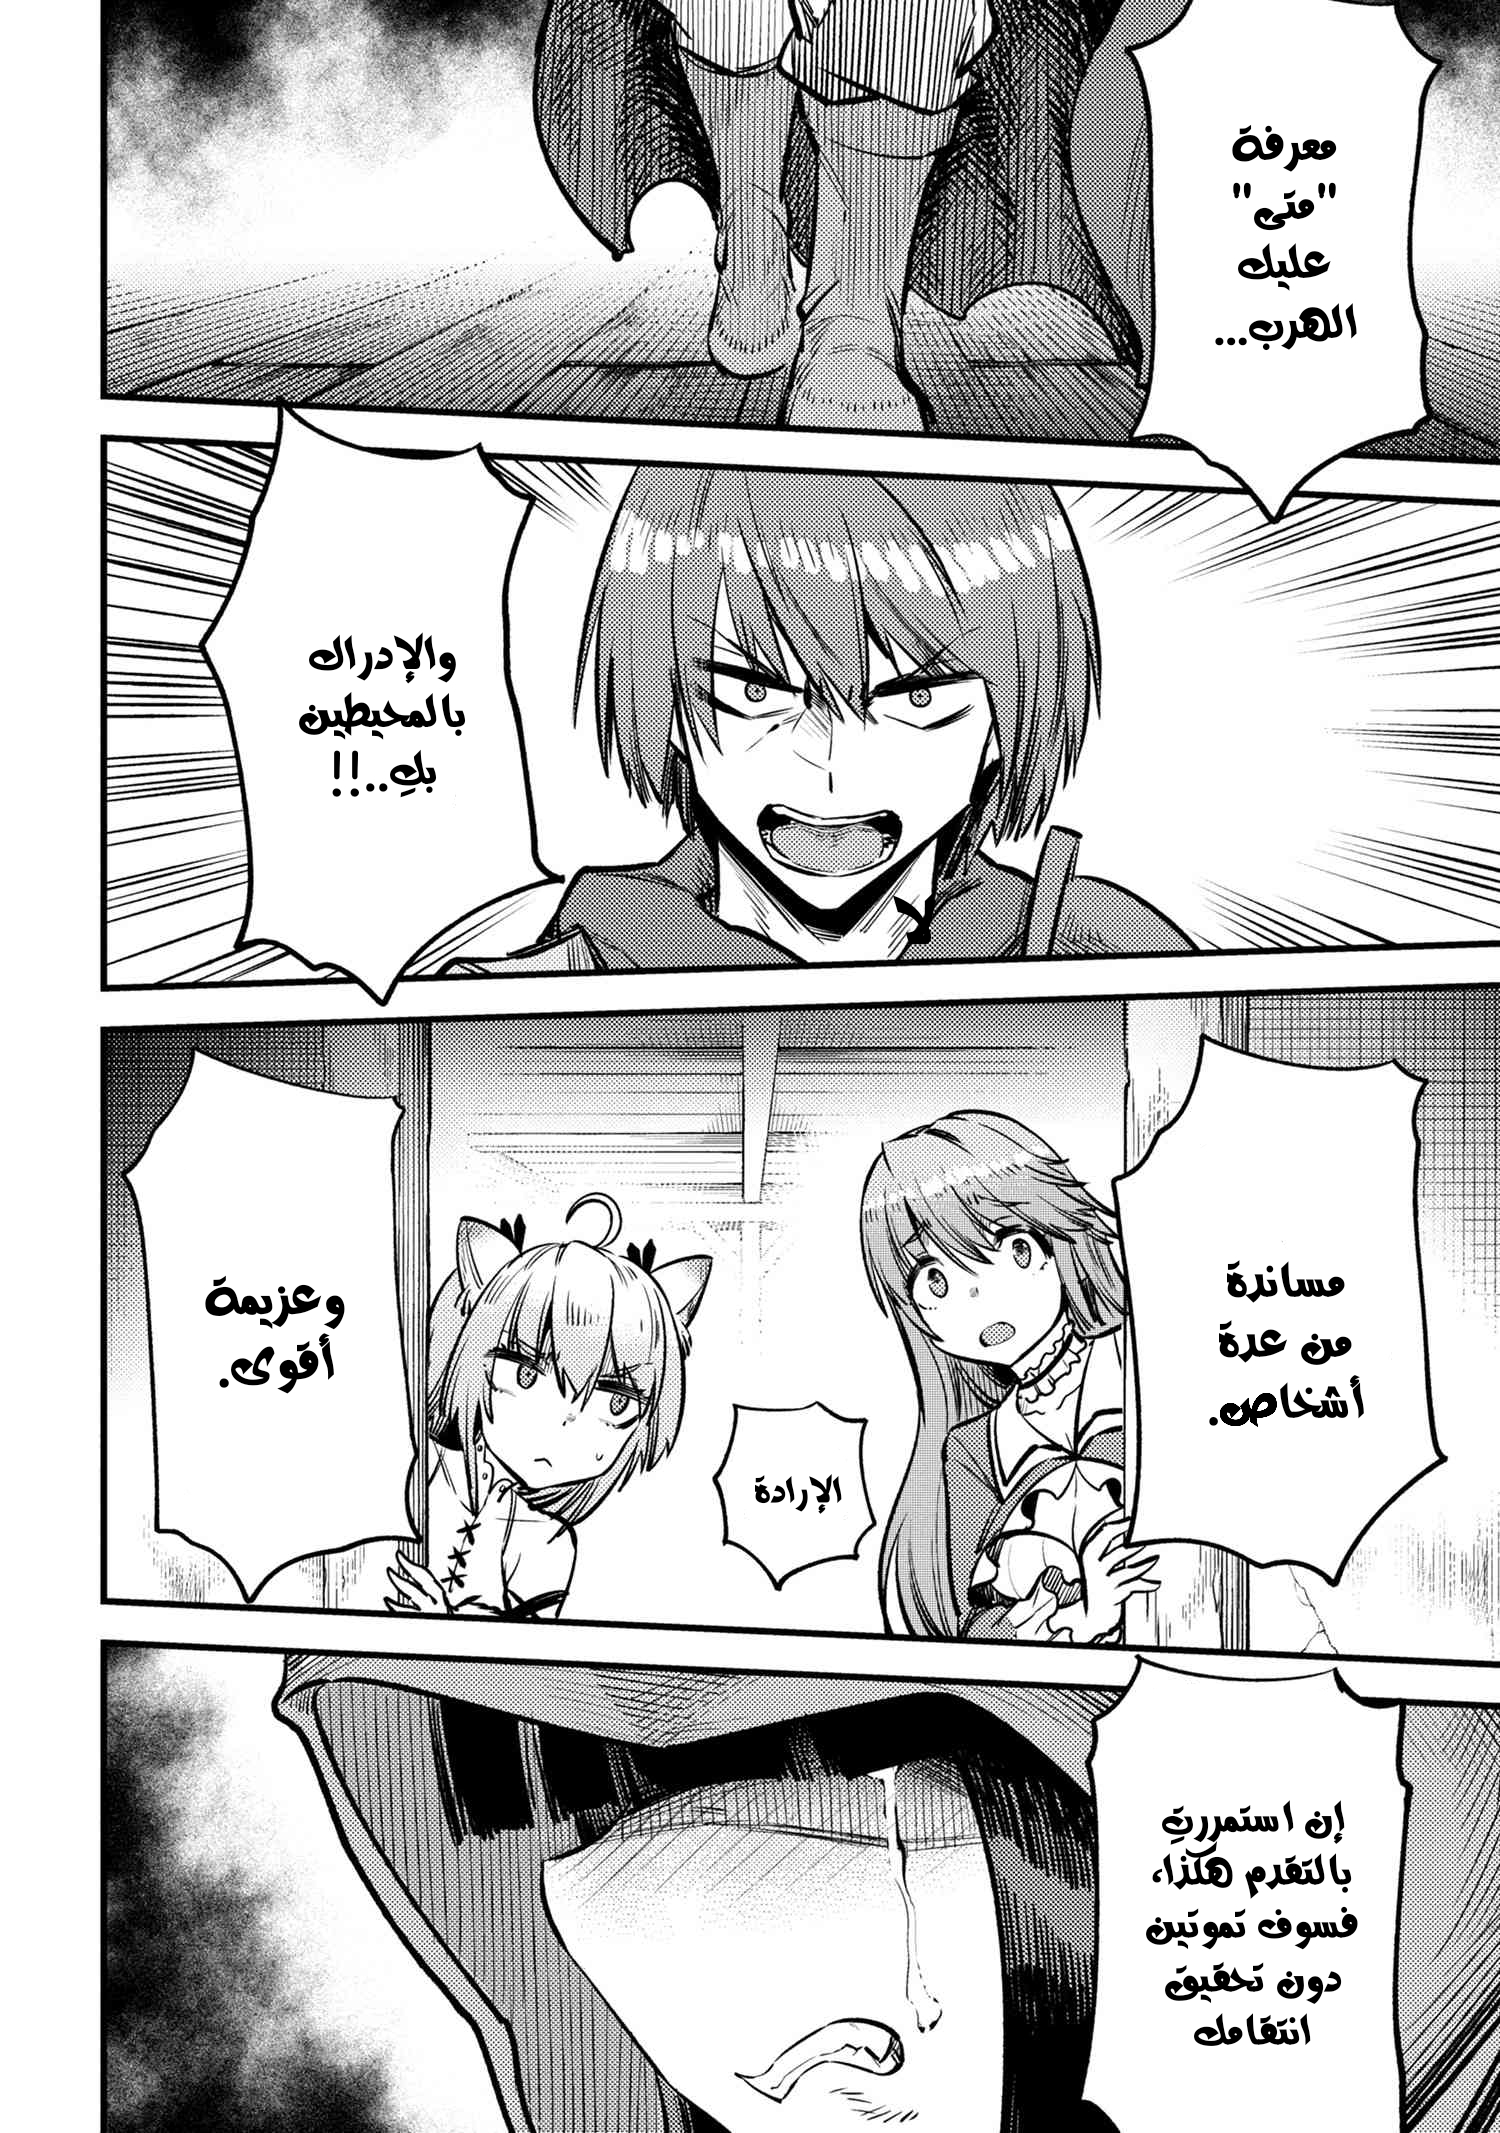 معرفة
"متى"
عليك
الهرب...
والإدراك
بالمحيطين
بكِ..!!
لا
مساندة
من عدة
أشخاص.
الإرادة
وعزيمة
أقوى.
إن استمررتِ
بالتقدم هكذا،
فسوف تموتين
دون تحقيق
انتقامك